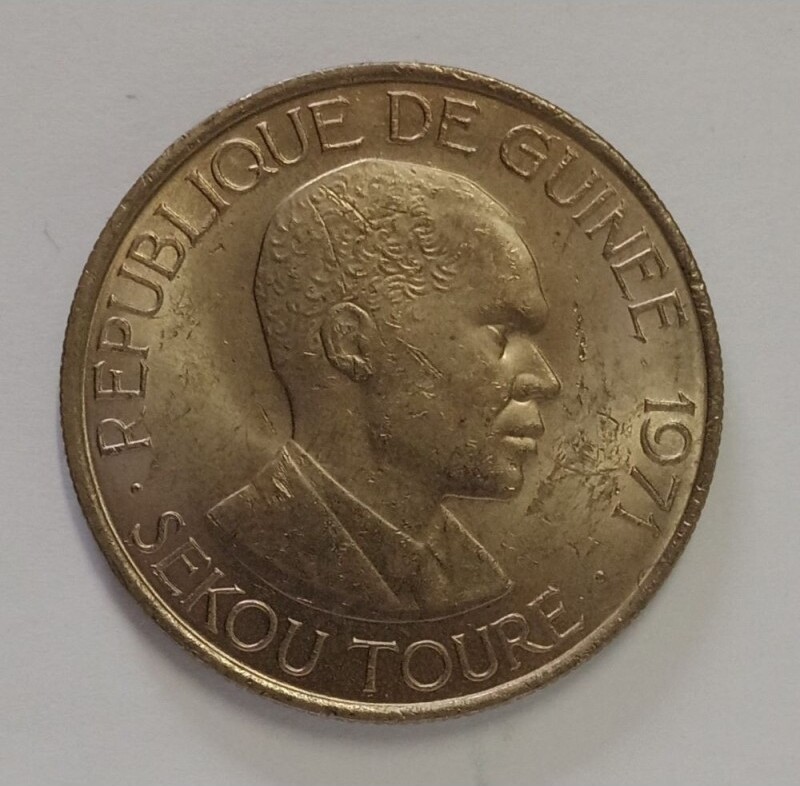 · REPUBLIQUE DE GUINEE · 1971 ·
SEKOU TOURE